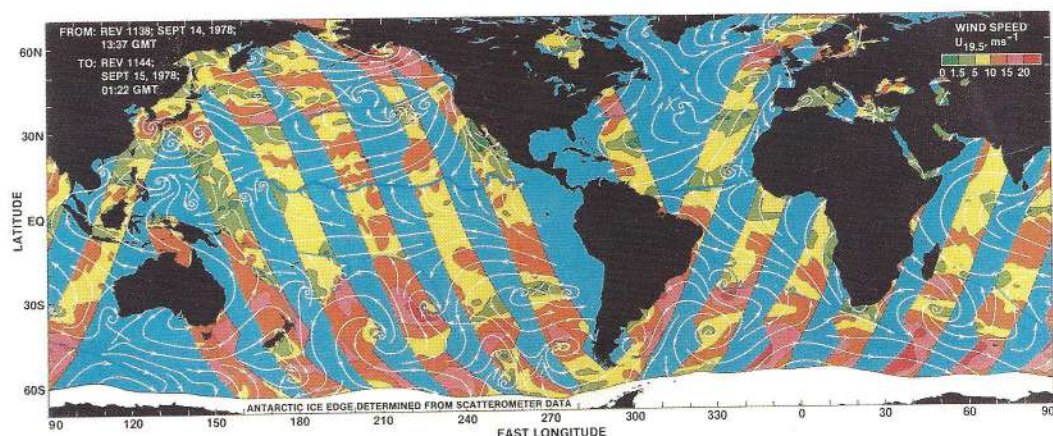 FROM: REV 1138; SEPT 14, 1978;
13:37 GMT
TO: REV 1144;
SEPT 15, 1978;
01:22 GMT
WIND SPEED
U19.5, ms-1
0 1.5 5 10 15 20
60N
30N
EQ
30S
60S
LATITUDE
ANTARCTIC ICE EDGE DETERMINED FROM SCATTEROMETER DATA
90 120 150 180 210 240 270 300 330 0 30 60 90
EAST LONGITUDE